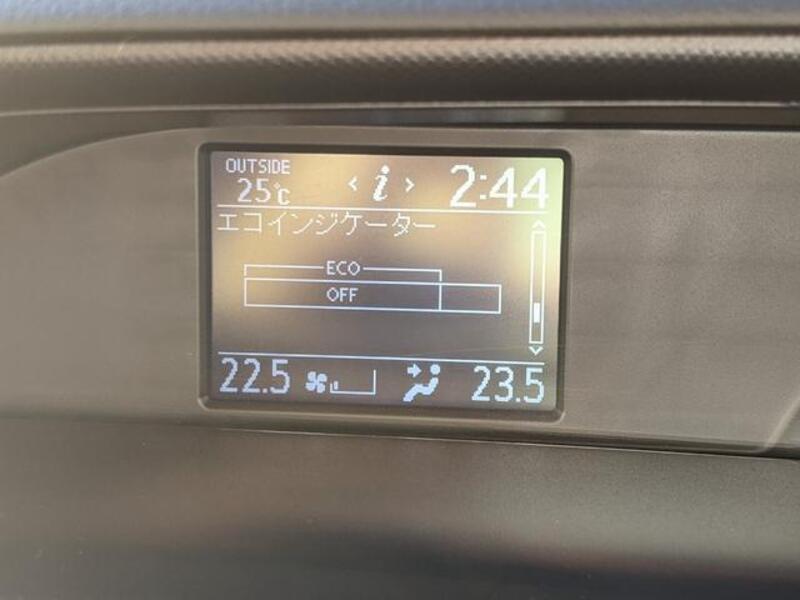 OUTSIDE
25℃
< i >
2:44
エコインジケーター
ECO
OFF
22.5
23.5